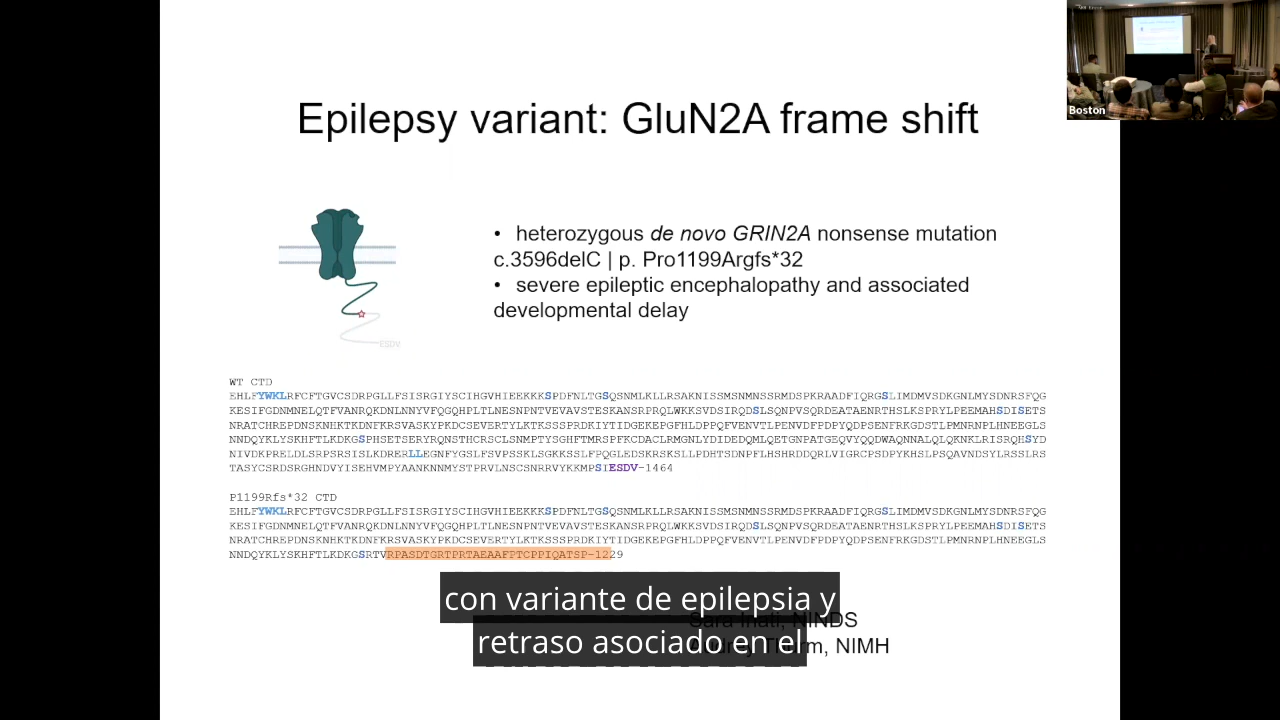 Boston
Epilepsy variant: GluN2A frame shift
• heterozygous de novo GRIN2A nonsense mutation
c.3596delC | p. Pro1199Argfs*32
• severe epileptic encephalopathy and associated
developmental delay
ESDV
WT CTD
EHLFYWKLRFCFTGVCSDRPGLLFSISRGIYSCIHGVHIEEKKKSPDFNLTGSQSNMLKLLRSAKNISSMSNMNSSRMDSPKRAADFIQRGSLIMDMVSDKGNLMYSDNRSFQG
KESIFGDNMNELQTFVANRQKDNLNNYVFQGQHPLTLNESNPNTVEVAVSTESKANSRPRQLWKKSVDSIRQDSLSQNPVSQRDEATAENRTHSLKSPRYLPEEMAHSDISETS
NRATCHREPDNSKNHKTKDNFKRSVASKYPKDCSEVERTYLKTKSSSPRDKIYTIDGEKEPGFHLDPPQFVENVTLPENVDFPDPYQDPSENFRKGDSTLPMNRNPLHNEEGLS
NNDQYKLYSKHFTLKDKGSPHSETSERYRQNSTHCRSCLSNMPTYSGHFTMRSPFKCDACLRMGNLYDIDEDQMLQETGNPATGEQVYQQDWAQNNALQLQKNKLRISRQHSYD
NIVDKPRELDLSRPSRSISLKDRERLLEGNFYGSLFSVPSSKLSGKKSSLFPQGLEDSKRSKSLLPDHTSDNPFLHSHRDDQRLVIGRCPSDPYKHSLPSQAVNDSYLRSSLRS
TASYCSRDSRGHNDVYISEHVMPYAANKNNMYSTPRVLNSCSNRRVYKKMPSIESDV-1464
P1199Rfs*32 CTD
EHLFYWKLRFCFTGVCSDRPGLLFSISRGIYSCIHGVHIEEKKKSPDFNLTGSQSNMLKLLRSAKNISSMSNMNSSRMDSPKRAADFIQRGSLIMDMVSDKGNLMYSDNRSFQG
KESIFGDNMNELQTFVANRQKDNLNNYVFQGQHPLTLNESNPNTVEVAVSTESKANSRPRQLWKKSVDSIRQDSLSQNPVSQRDEATAENRTHSLKSPRYLPEEMAHSDISETS
NRATCHREPDNSKNHKTKDNFKRSVASKYPKDCSEVERTYLKTKSSSPRDKIYTIDGEKEPGFHLDPPQFVENVTLPENVDFPDPYQDPSENFRKGDSTLPMNRNPLHNEEGLS
NNDQYKLYSKHFTLKDKGSRTVRPASDTGRTPRTAEAAFPTCPPIQATSP-1229
con variante de epilepsia y
retraso asociado en el
NINDS
NIMH